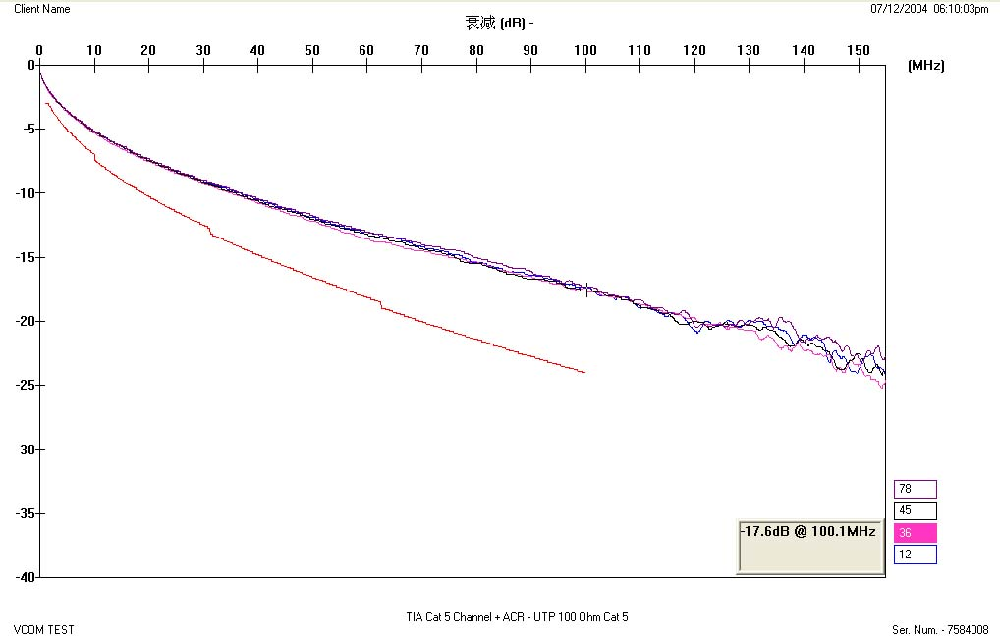 Client Name 07/12/2004 06:10:03pm
衰减 (dB) -
0 10 20 30 40 50 60 70 80 90 100 110 120 130 140 150
(MHz)
0
-5
-10
-15
-20
-25
-30
-35
-40
78
45
36
12
-17.6dB @ 100.1MHz
TIA Cat 5 Channel + ACR - UTP 100 Ohm Cat 5
VCOM TEST Ser. Num. - 7584008